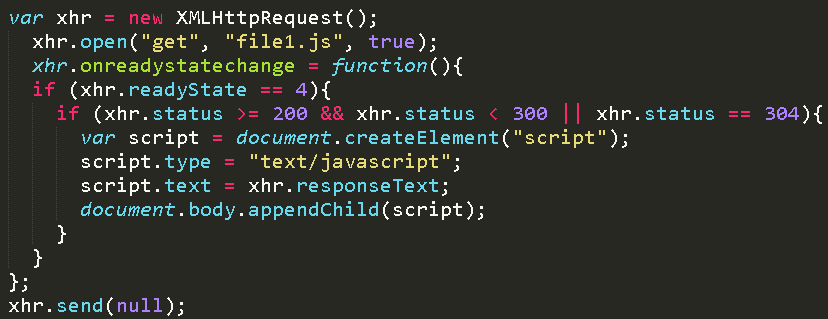 var xhr = new XMLHttpRequest();
  xhr.open("get", "file1.js", true);
  xhr.onreadystatechange = function(){
  if (xhr.readyState == 4){
    if (xhr.status >= 200 && xhr.status < 300 || xhr.status == 304){
      var script = document.createElement("script");
      script.type = "text/javascript";
      script.text = xhr.responseText;
      document.body.appendChild(script);
    }
  }
};
xhr.send(null);